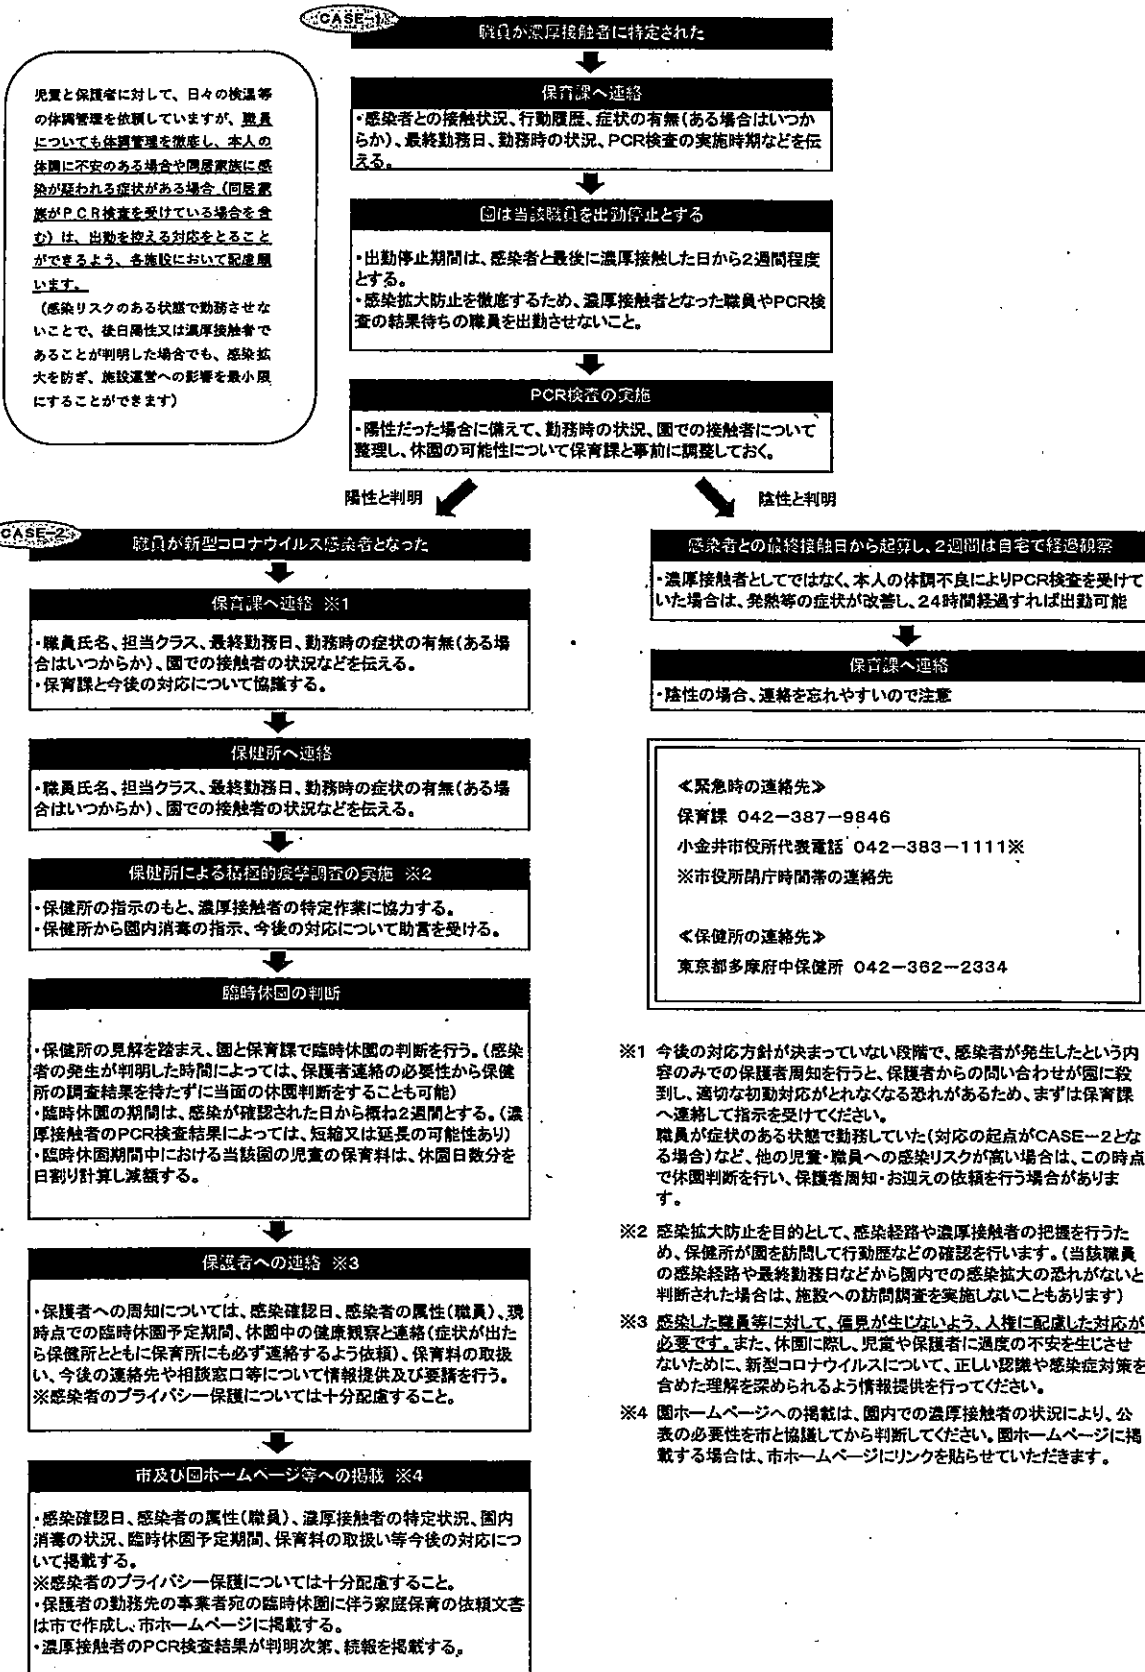 CASE-1
職員が濃厚接触者に特定された
児童と保護者に対して、日々の検温等
の体調管理を依頼していますが、職員
についても体調管理を徹底し、本人の
体調に不安のある場合や同居家族に感
染が疑われる症状がある場合(同居家
族がPCR検査を受けている場合を含
む)は、出勤を控える対応をとること
ができるよう、各施設において配慮願
います。
(感染リスクのある状態で勤務させな
いことで、後日陽性又は濃厚接触者で
あることが判明した場合でも、感染拡
大を防ぎ、施設運営への影響を最小限
にすることができます)
保育課へ連絡
・感染者との接触状況、行動履歴、症状の有無(ある場合はいつか
らか)、最終勤務日、勤務時の状況、PCR検査の実施時期などを伝
える。
園は当該職員を出勤停止とする
・出勤停止期間は、感染者と最後に濃厚接触した日から2週間程度
とする。
・感染拡大防止を徹底するため、濃厚接触者となった職員やPCR検
査の結果待ちの職員を出勤させないこと。
PCR検査の実施
・陽性だった場合に備えて、勤務時の状況、園での接触者について
整理し、休園の可能性について保育課と事前に調整しておく。
陽性と判明
陰性と判明
CASE-2
職員が新型コロナウイルス感染者となった
保育課へ連絡 ※1
・職員氏名、担当クラス、最終勤務日、勤務時の症状の有無(ある場
合はいつからか)、園での接触者の状況などを伝える。
・保育課と今後の対応について協議する。
保健所へ連絡
・職員氏名、担当クラス、最終勤務日、勤務時の症状の有無(ある場
合はいつからか)、園での接触者の状況などを伝える。
保健所による積極的疫学調査の実施 ※2
・保健所の指示のもと、濃厚接触者の特定作業に協力する。
・保健所から園内消毒の指示、今後の対応について助言を受ける。
臨時休園の判断
・保健所の見解を踏まえ、園と保育課で臨時休園の判断を行う。(感染
者の発生が判明した時間によっては、保護者連絡の必要性から保健
所の調査結果を待たずに当面の休園判断をすることも可能)
・臨時休園の期間は、感染が確認された日から概ね2週間とする。(濃
厚接触者のPCR検査結果によっては、短縮又は延長の可能性あり)
・臨時休園期間中における当該園の児童の保育料は、休園日数分を
日割り計算し減額する。
保護者への連絡 ※3
・保護者への周知については、感染確認日、感染者の属性(職員)、現
時点での臨時休園予定期間、休園中の健康観察と連絡(症状が出た
ら保健所とともに保育所にも必ず連絡するよう依頼)、保育料の取扱
い、今後の連絡先や相談窓口等について情報提供及び要請を行う。
※感染者のプライバシー保護については十分配慮すること。
市及び園ホームページ等への掲載 ※4
・感染確認日、感染者の属性(職員)、濃厚接触者の特定状況、園内
消毒の状況、臨時休園予定期間、保育料の取扱い等今後の対応につ
いて掲載する。
※感染者のプライバシー保護については十分配慮すること。
・保護者の勤務先の事業者宛の臨時休園に伴う家庭保育の依頼文書
は市で作成し、市ホームページに掲載する。
・濃厚接触者のPCR検査結果が判明次第、続報を掲載する。
感染者との最終接触日から起算し、2週間は自宅で経過観察
・濃厚接触者としてではなく、本人の体調不良によりPCR検査を受けて
いた場合は、発熱等の症状が改善し、24時間経過すれば出勤可能
保育課へ連絡
・陰性の場合、連絡を忘れやすいので注意
≪緊急時の連絡先≫
保育課 042-387-9846
小金井市役所代表電話 042-383-1111※
※市役所閉庁時間帯の連絡先
≪保健所の連絡先≫
東京都多摩府中保健所 042-362-2334
※1 今後の対応方針が決まっていない段階で、感染者が発生したという内
容のみでの保護者周知を行うと、保護者からの問い合わせが園に殺
到し、適切な初動対応がとれなくなる恐れがあるため、まずは保育課
へ連絡して指示を受けてください。
職員が症状のある状態で勤務していた(対応の起点がCASE-2とな
る場合)など、他の児童・職員への感染リスクが高い場合は、この時点
で休園判断を行い、保護者周知・お迎えの依頼を行う場合がありま
す。
※2 感染拡大防止を目的として、感染経路や濃厚接触者の把握を行うた
め、保健所が園を訪問して行動歴などの確認を行います。(当該職員
の感染経路や最終勤務日などから園内での感染拡大の恐れがないと
判断された場合は、施設への訪問調査を実施しないこともあります)
※3 感染した職員等に対して、偏見が生じないよう、人権に配慮した対応が
必要です。また、休園に際し、児童や保護者に過度の不安を生じさせ
ないために、新型コロナウイルスについて、正しい認識や感染症対策を
含めた理解を深められるよう情報提供を行ってください。
※4 園ホームページへの掲載は、園内での濃厚接触者の状況により、公
表の必要性を市と協議してから判断してください。園ホームページに掲
載する場合は、市ホームページにリンクを貼らせていただきます。